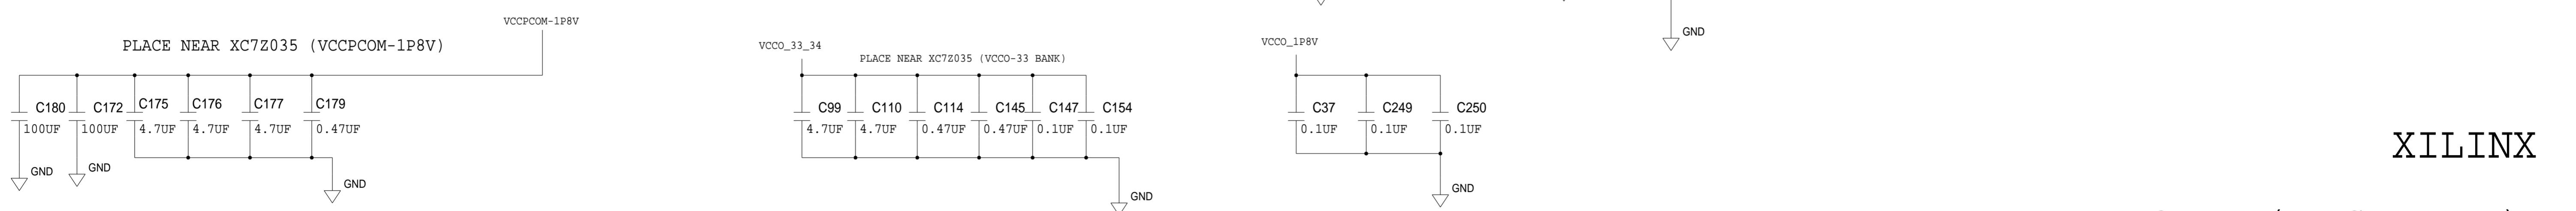 VCCPCOM-1P8V
PLACE NEAR XC7Z035 (VCCPCOM-1P8V)
C180 C172 C175 C176 C177 C179
100UF 100UF 4.7UF 4.7UF 4.7UF 0.47UF
GND GND GND
VCCO_33_34
PLACE NEAR XC7Z035 (VCCO-33 BANK)
C99 C110 C114 C145 C147 C154
4.7UF 4.7UF 0.47UF 0.47UF 0.1UF 0.1UF
GND
VCCO_1P8V
C37 C249 C250
0.1UF 0.1UF 0.1UF
GND
GND
XILINX